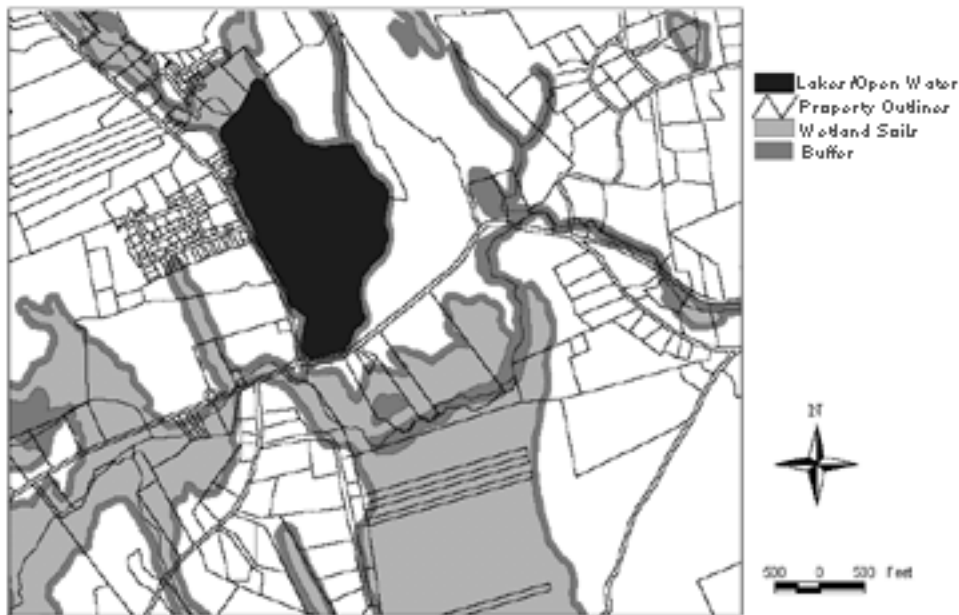 Lakes/Open Water
Property Outlines
Wetland Soils
Buffer
N
500 0 500 Feet